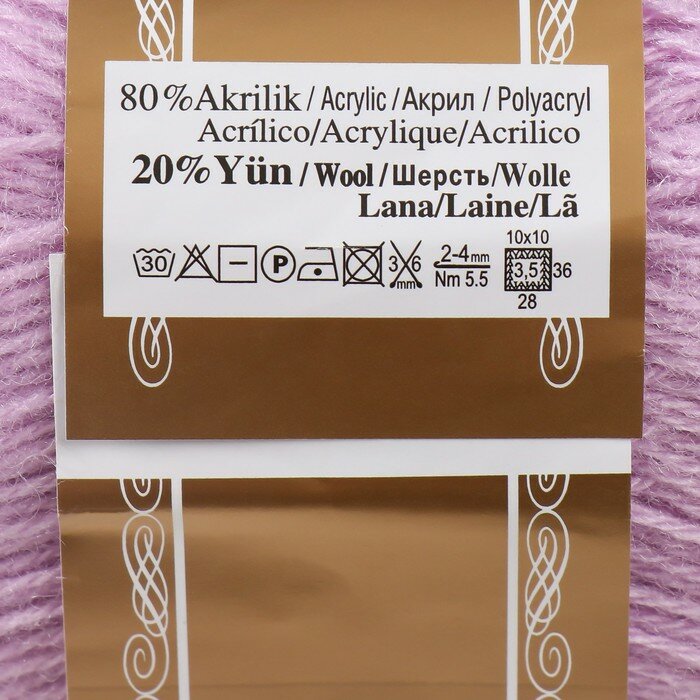 80%Akrilik / Acrylic / Акрил / Polyacryl
Acrílico/Acrylique/Acrilico
20%Yün / Wool / Шерсть/Wolle
Lana/Laine/Lã
30 P 3 6 mm 2-4mm Nm 5.5 10x10 3,5 36 28